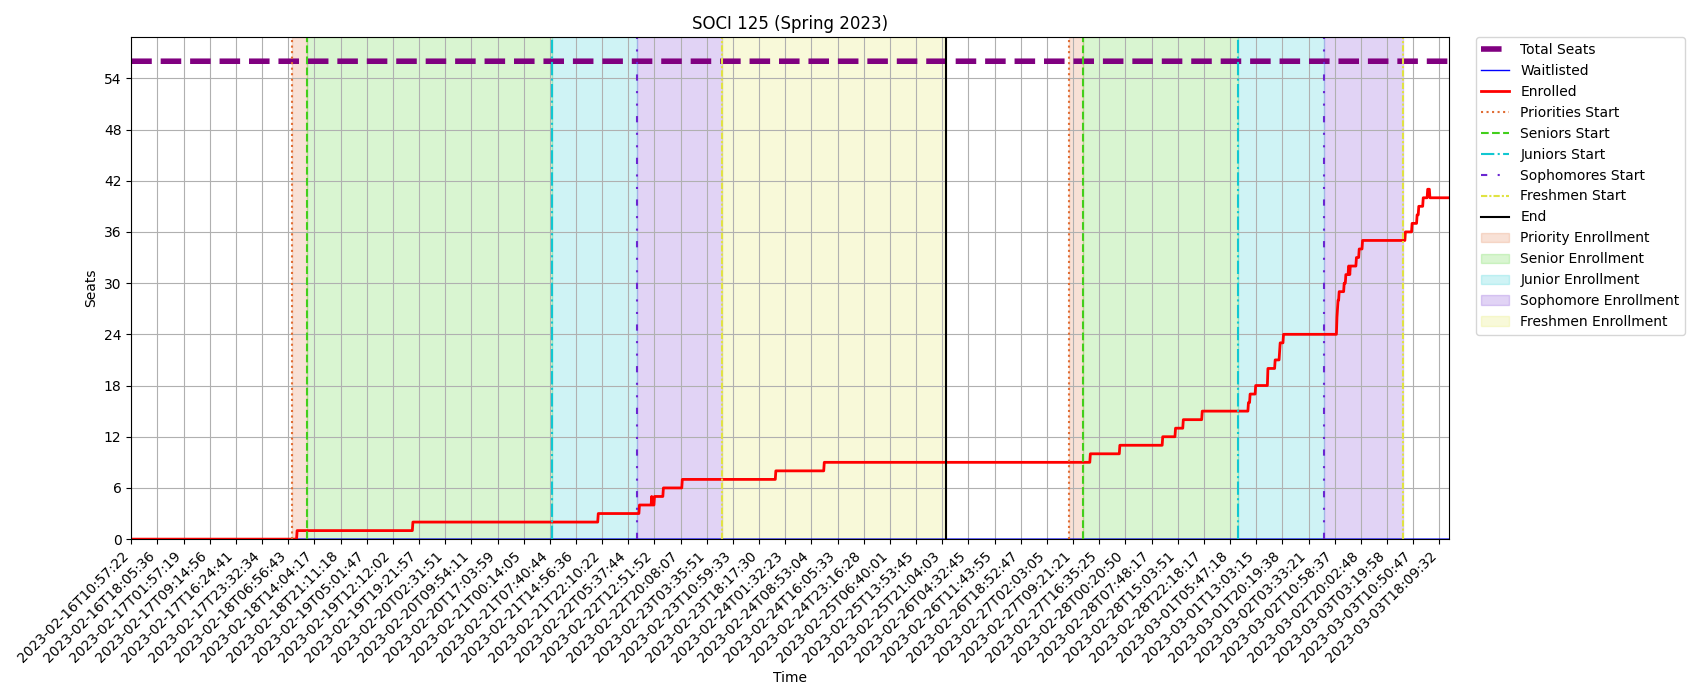 SOCI 125 (Spring 2023)
Total Seats
Waitlisted
Enrolled
Priorities Start
Seniors Start
Juniors Start
Sophomores Start
Freshmen Start
End
Priority Enrollment
Senior Enrollment
Junior Enrollment
Sophomore Enrollment
Freshmen Enrollment
Seats
54
48
42
36
30
24
18
12
6
0
2023-02-16T10:57:22
2023-02-16T18:05:36
2023-02-17T01:57:19
2023-02-17T09:14:56
2023-02-17T16:24:41
2023-02-17T23:32:34
2023-02-18T06:56:43
2023-02-18T14:04:17
2023-02-18T21:11:18
2023-02-19T05:01:47
2023-02-19T12:12:02
2023-02-19T19:21:57
2023-02-20T02:31:51
2023-02-20T09:54:11
2023-02-20T17:03:59
2023-02-21T00:14:05
2023-02-21T07:40:44
2023-02-21T14:56:36
2023-02-21T22:10:22
2023-02-22T05:37:44
2023-02-22T12:51:52
2023-02-22T20:08:07
2023-02-23T03:35:51
2023-02-23T10:59:33
2023-02-23T18:17:30
2023-02-24T01:32:23
2023-02-24T08:53:04
2023-02-24T16:05:33
2023-02-24T23:16:28
2023-02-25T06:40:01
2023-02-25T13:53:45
2023-02-25T21:04:03
2023-02-26T04:32:45
2023-02-26T11:43:55
2023-02-26T18:52:47
2023-02-27T02:03:05
2023-02-27T09:21:21
2023-02-27T16:35:25
2023-02-28T00:20:50
2023-02-28T07:48:17
2023-02-28T15:03:51
2023-02-28T22:18:17
2023-03-01T05:47:18
2023-03-01T13:03:15
2023-03-01T20:19:38
2023-03-02T03:33:21
2023-03-02T10:58:37
2023-03-02T20:02:48
2023-03-03T03:19:58
2023-03-03T10:50:47
2023-03-03T18:09:32
Time